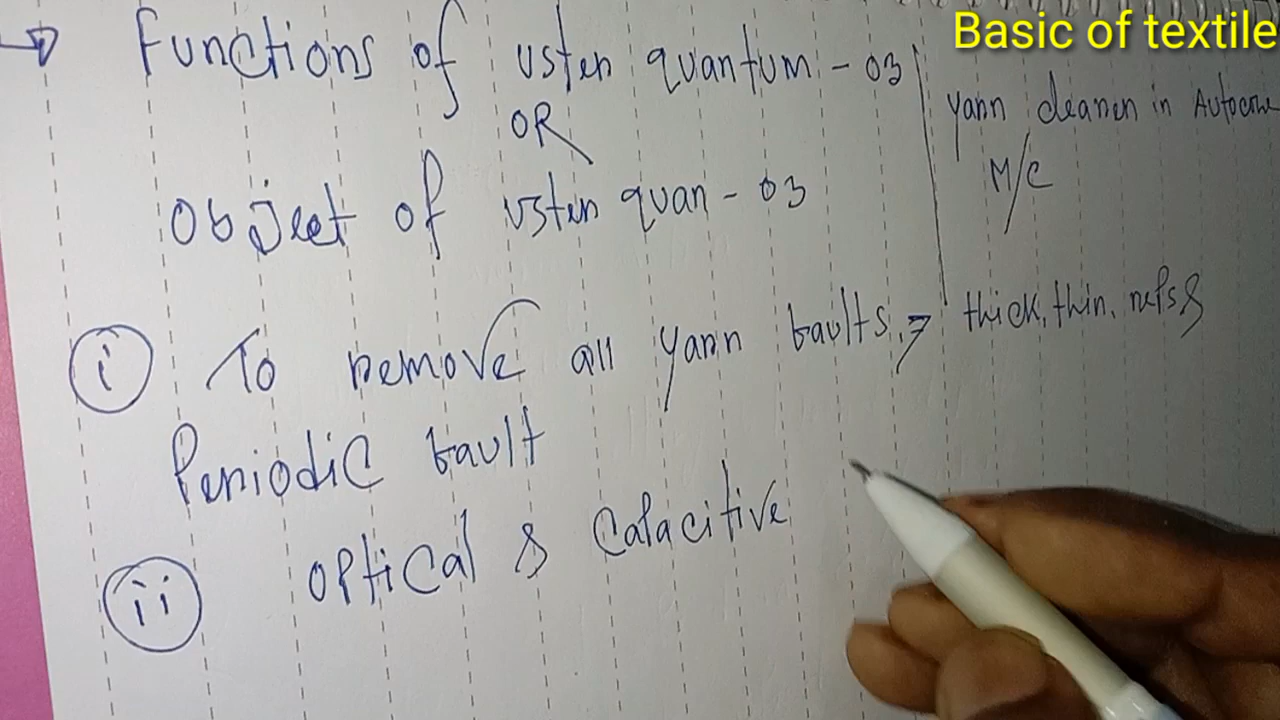 Basic of textile
→ Functions of uster quantum - 03
OR
Object of uster quan - 03
yarn cleaner in Autocone
M/C
i To remove all yarn faults. ⇒ thick, thin, neps &
Periodic fault
ii Optical & Capacitive